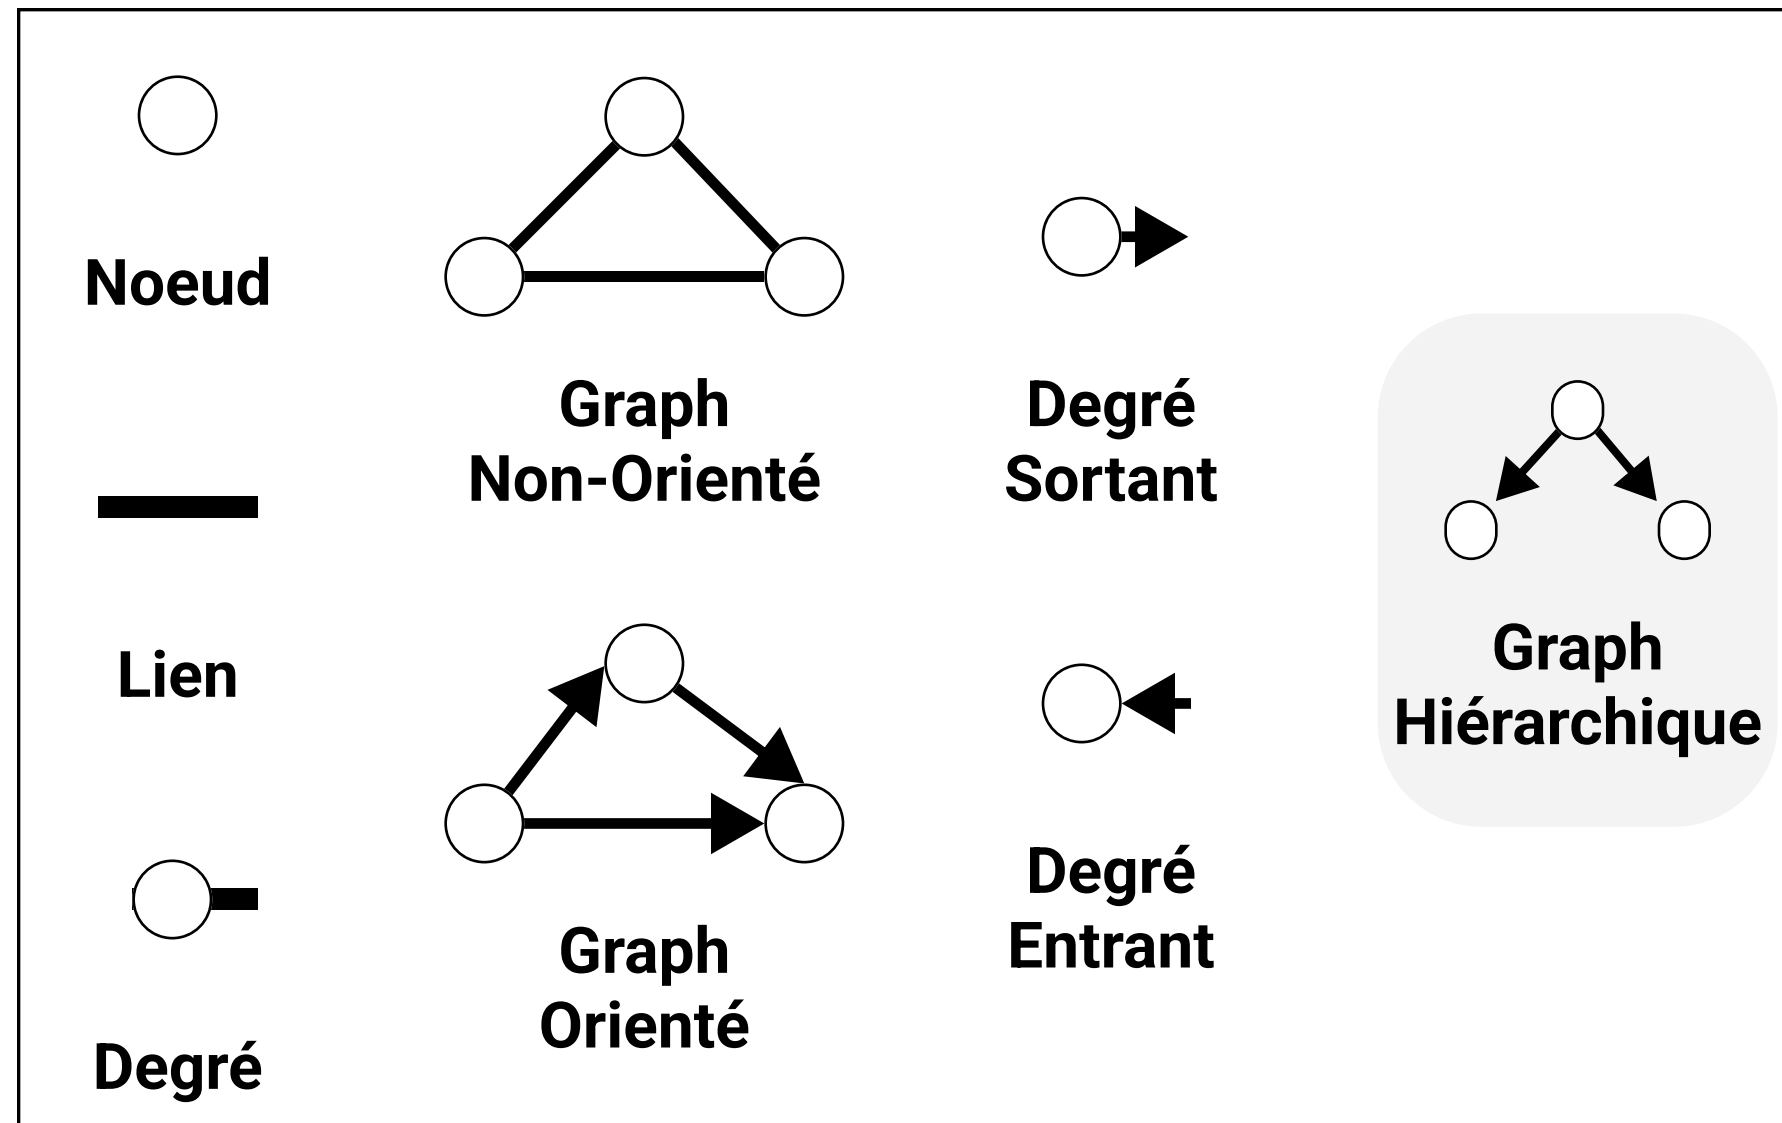 Noeud
Lien
Degré
Graph
Non-Orienté
Graph
Orienté
Degré
Sortant
Degré
Entrant
Graph
Hiérarchique